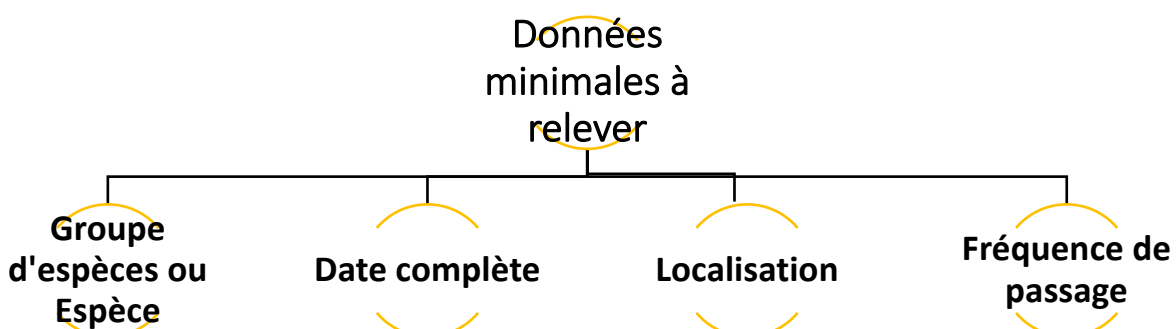 Données
minimales à
relever
Groupe
d'espèces ou
Espèce
Date complète
Localisation
Fréquence de
passage